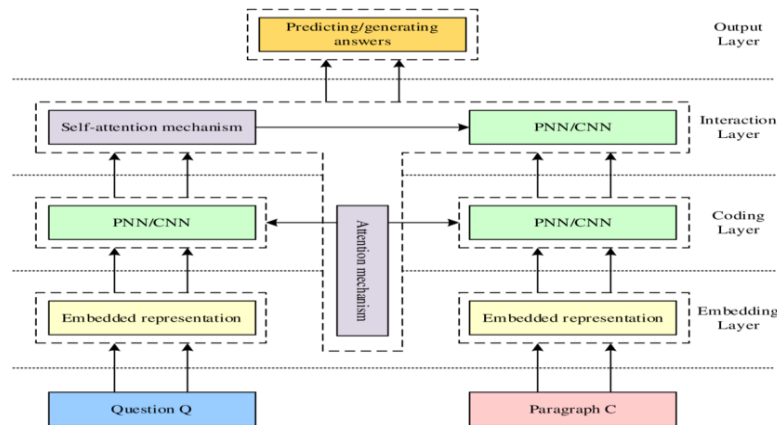 Predicting/generating
answers
Output
Layer
Self-attention mechanism
PNN/CNN
Interaction
Layer
PNN/CNN
Attention mechanism
PNN/CNN
Coding
Layer
Embedded representation
Embedded representation
Embedding
Layer
Question Q
Paragraph C